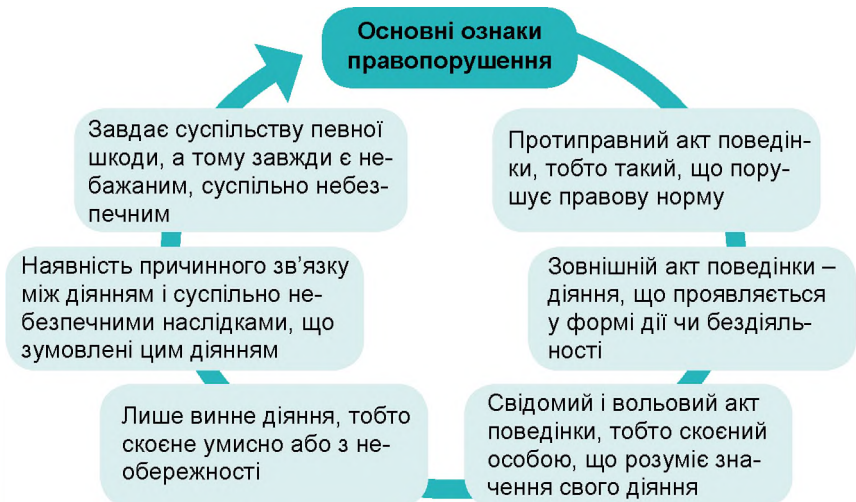 Основні ознаки
правопорушення
Протиправний акт поведін-
ки, тобто такий, що пору-
шує правову норму
Зовнішній акт поведінки –
діяння, що проявляється
у формі дії чи бездіяль-
ності
Свідомий і вольовий акт
поведінки, тобто скоєний
особою, що розуміє зна-
чення свого діяння
Лише винне діяння, тобто
скоєне умисно або з не-
обережності
Наявність причинного зв’язку
між діянням і суспільно не-
безпечними наслідками, що
зумовлені цим діянням
Завдає суспільству певної
шкоди, а тому завжди є не-
бажаним, суспільно небез-
печним